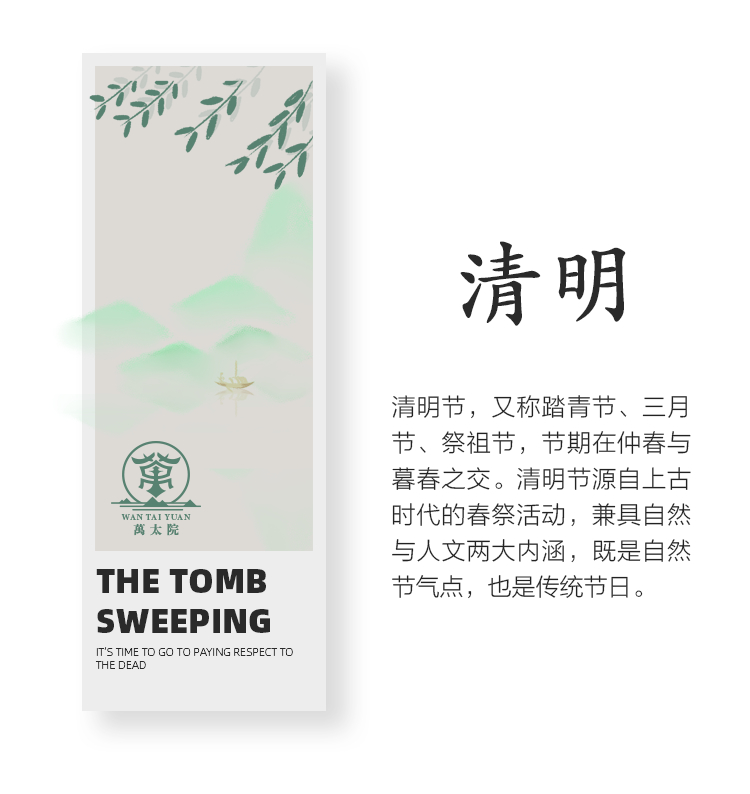 WAN TAI YUAN
萬太院
THE TOMB
SWEEPING
IT'S TIME TO GO TO PAYING RESPECT TO
THE DEAD
清明
清明节，又称踏青节、三月
节、祭祖节，节期在仲春与
暮春之交。清明节源自上古
时代的春祭活动，兼具自然
与人文两大内涵，既是自然
节气点，也是传统节日。